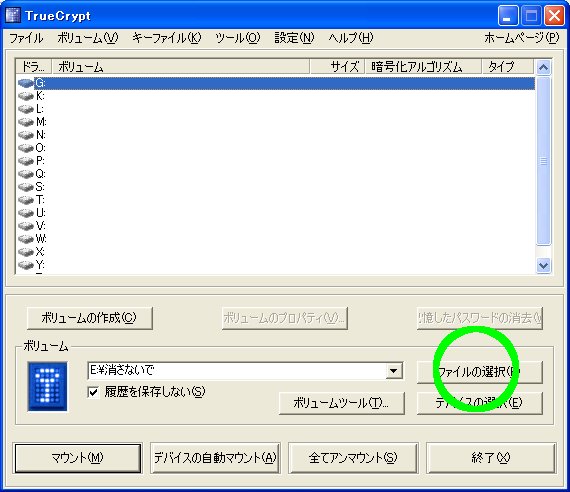 TrueCrypt
ファイル ボリューム(V) キーファイル(K) ツール(O) 設定(N) ヘルプ(H) ホームページ(P)
ドラ... ボリューム サイズ 暗号化アルゴリズム タイプ
G:
K:
L:
M:
N:
O:
P:
Q:
S:
T:
U:
V:
W:
X:
Y:
ボリュームの作成(C) ボリュームのプロパティ(V)... 憶したパスワードの消去(W
ボリューム
E:¥消さないで ファイルの選択(F)
履歴を保存しない(S) ボリュームツール(T)... デバイスの選択(E)
マウント(M) デバイスの自動マウント(A) 全てアンマウント(S) 終了(X)